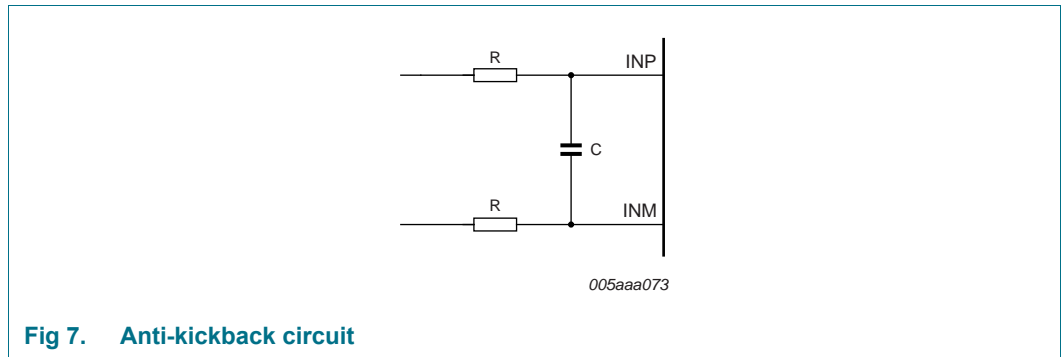 R
INP
C
R
INM
005aaa073
Fig 7. Anti-kickback circuit